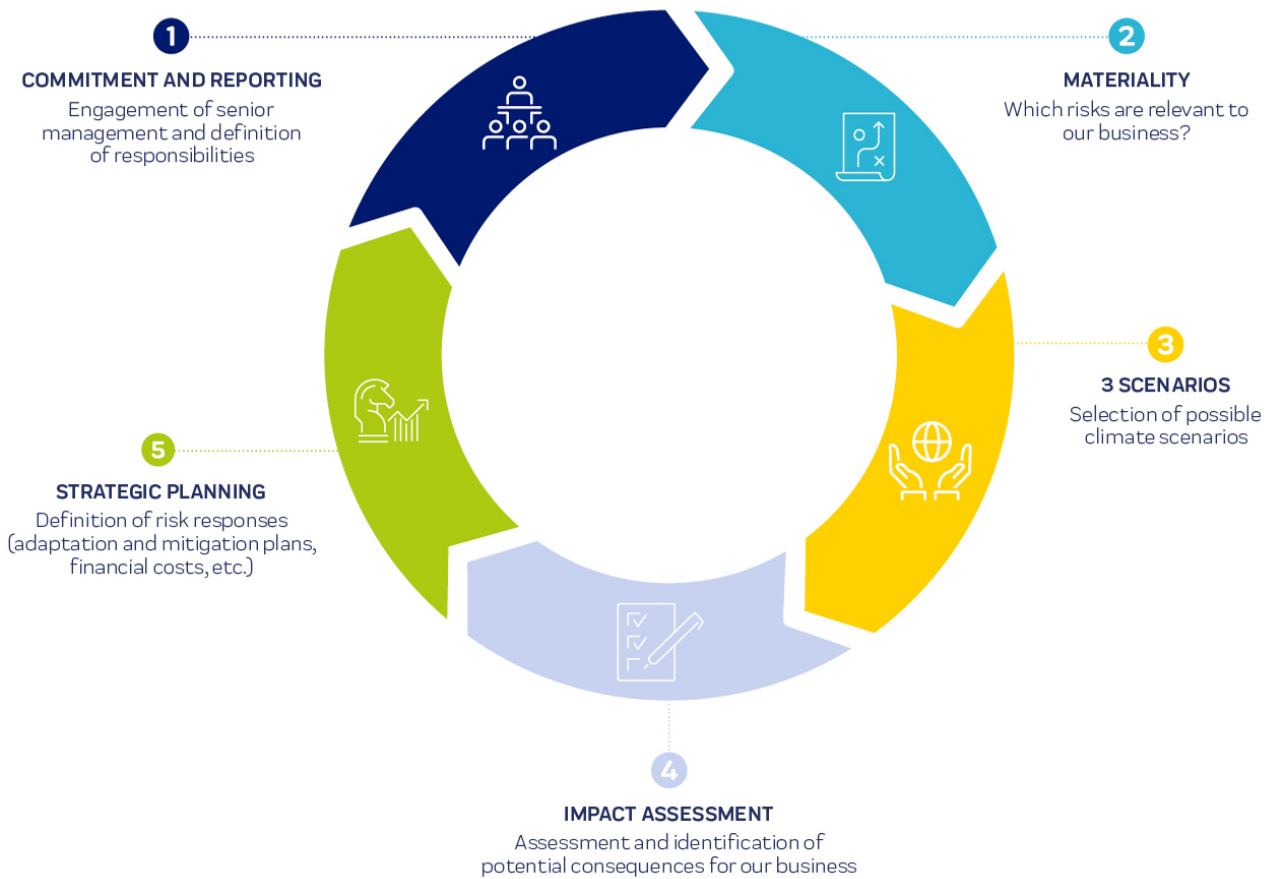 1
COMMITMENT AND REPORTING
Engagement of senior
management and definition
of responsibilities
2
MATERIALITY
Which risks are relevant to
our business?
3
3 SCENARIOS
Selection of possible
climate scenarios
4
IMPACT ASSESSMENT
Assessment and identification of
potential consequences for our business
5
STRATEGIC PLANNING
Definition of risk responses
(adaptation and mitigation plans,
financial costs, etc.)